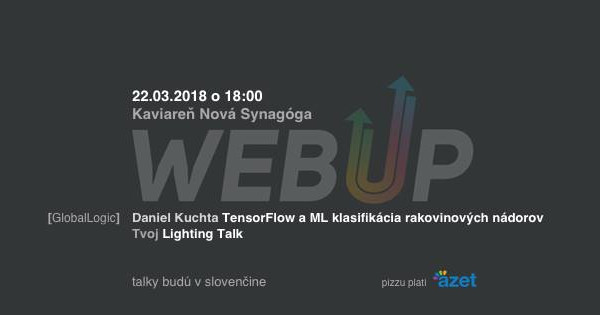 22.03.2018 o 18:00
Kaviareň Nová Synagóga
WEBUP
[GlobalLogic] Daniel Kuchta TensorFlow a ML klasifikácia rakovinových nádorov
Tvoj Lighting Talk
talky budú v slovenčine pizzu platí azet